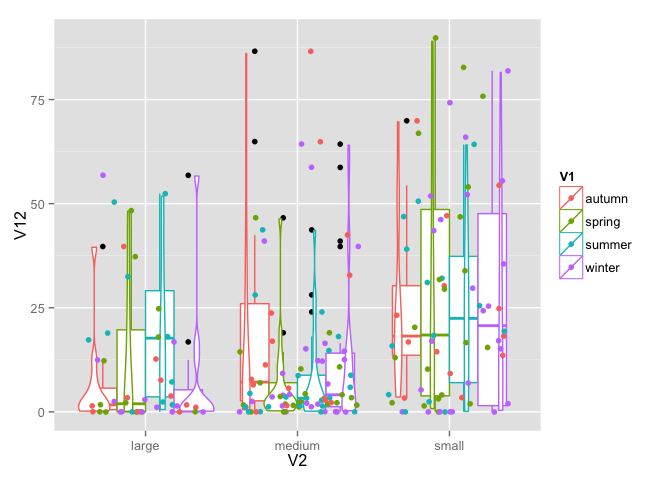 75
50
25
0
V12
large medium small
V2
V1
autumn
spring
summer
winter